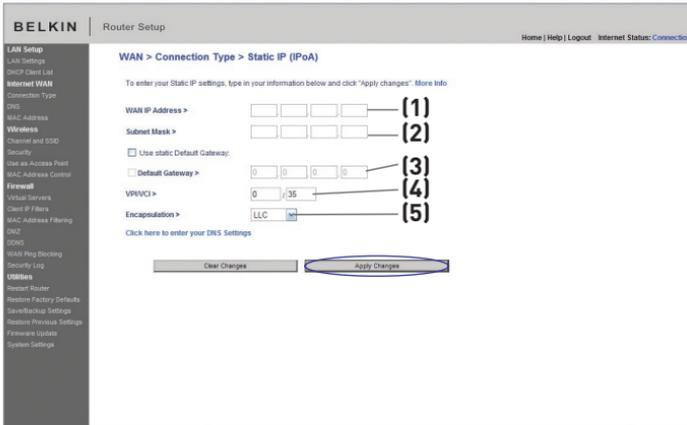 BELKIN
Router Setup
Home | Help | Logout Internet Status: Connection
LAN Setup
LAN Settings
DHCP Client List
Internet WAN
Connection Type
DNS
MAC Address
Wireless
Channel and SSID
Security
Use as Access Point
MAC Address Control
Firewall
Virtual Servers
Client IP Filters
MAC Address Filtering
DMZ
DDNS
WAN Ping Blocking
Security Log
Utilities
Restart Router
Restore Factory Defaults
Save/Backup Settings
Restore Previous Settings
Firmware Update
System Settings
WAN > Connection Type > Static IP (IPoA)
To enter your Static IP settings, type in your information below and click "Apply changes". More Info
WAN IP Address > . . . (1)
Subnet Mask > . . . (2)
Use static Default Gateway:
Default Gateway > 0 . 0 . 0 . 0 (3)
VPI/VCI > 0 / 35 (4)
Encapsulation > LLC (5)
Click here to enter your DNS Settings
Clear Changes Apply Changes